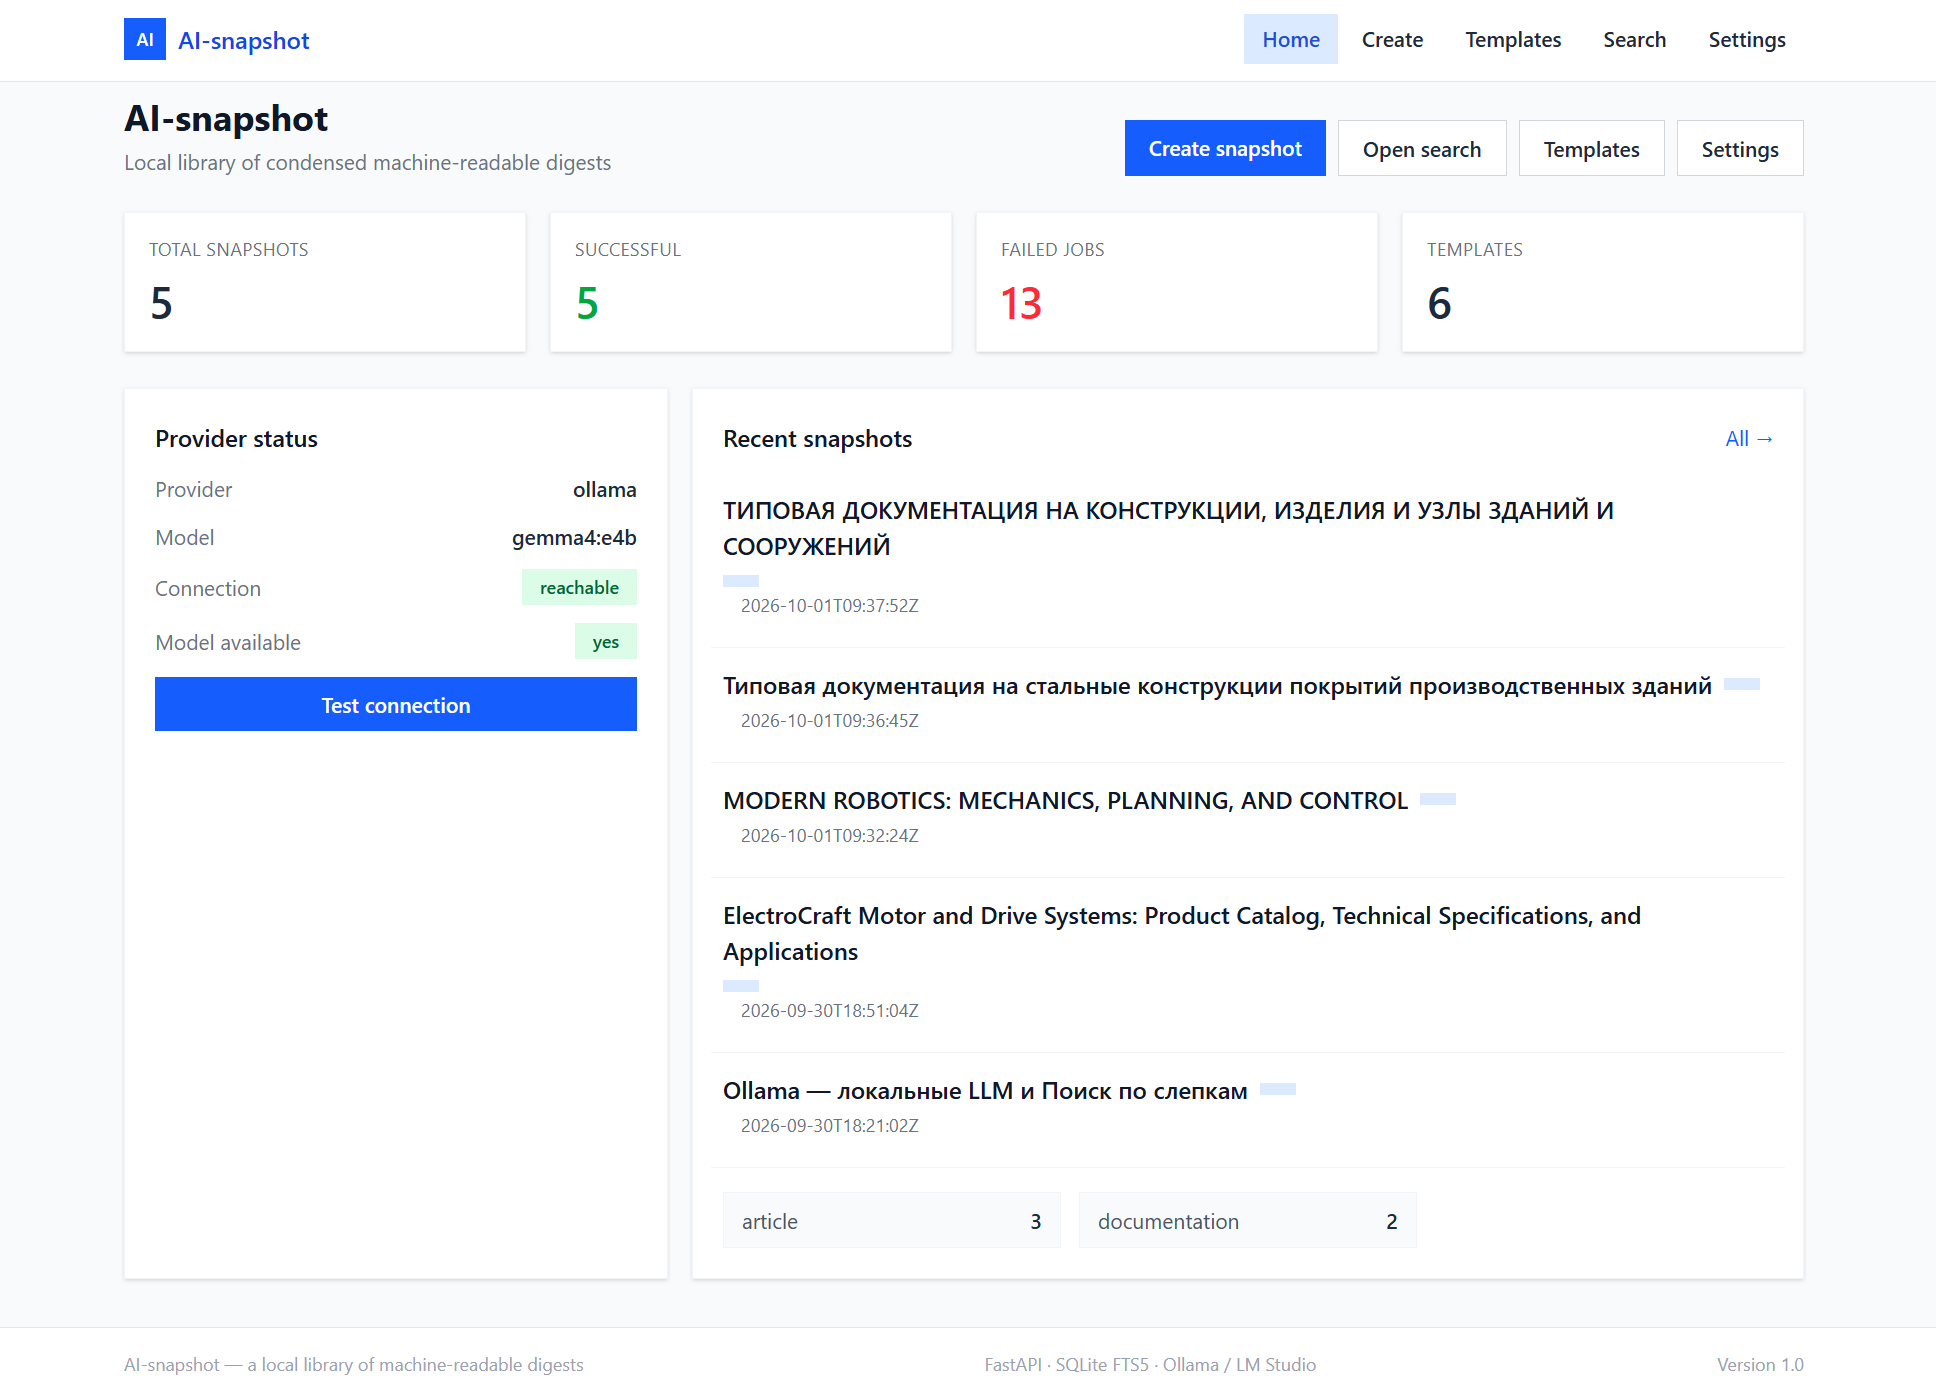 AI AI-snapshot Home Create Templates Search Settings
AI-snapshot
Local library of condensed machine-readable digests
Create snapshot Open search Templates Settings
TOTAL SNAPSHOTS
5
SUCCESSFUL
5
FAILED JOBS
13
TEMPLATES
6
Provider status
Provider ollama
Model gemma4:e4b
Connection reachable
Model available yes
Test connection
Recent snapshots All →
ТИПОВАЯ ДОКУМЕНТАЦИЯ НА КОНСТРУКЦИИ, ИЗДЕЛИЯ И УЗЛЫ ЗДАНИЙ И
СООРУЖЕНИЙ
2026-10-01T09:37:52Z
Типовая документация на стальные конструкции покрытий производственных зданий
2026-10-01T09:36:45Z
MODERN ROBOTICS: MECHANICS, PLANNING, AND CONTROL
2026-10-01T09:32:24Z
ElectroCraft Motor and Drive Systems: Product Catalog, Technical Specifications, and
Applications
2026-09-30T18:51:04Z
Ollama — локальные LLM и Поиск по слепкам
2026-09-30T18:21:02Z
article 3
documentation 2
AI-snapshot — a local library of machine-readable digests
FastAPI · SQLite FTS5 · Ollama / LM Studio
Version 1.0